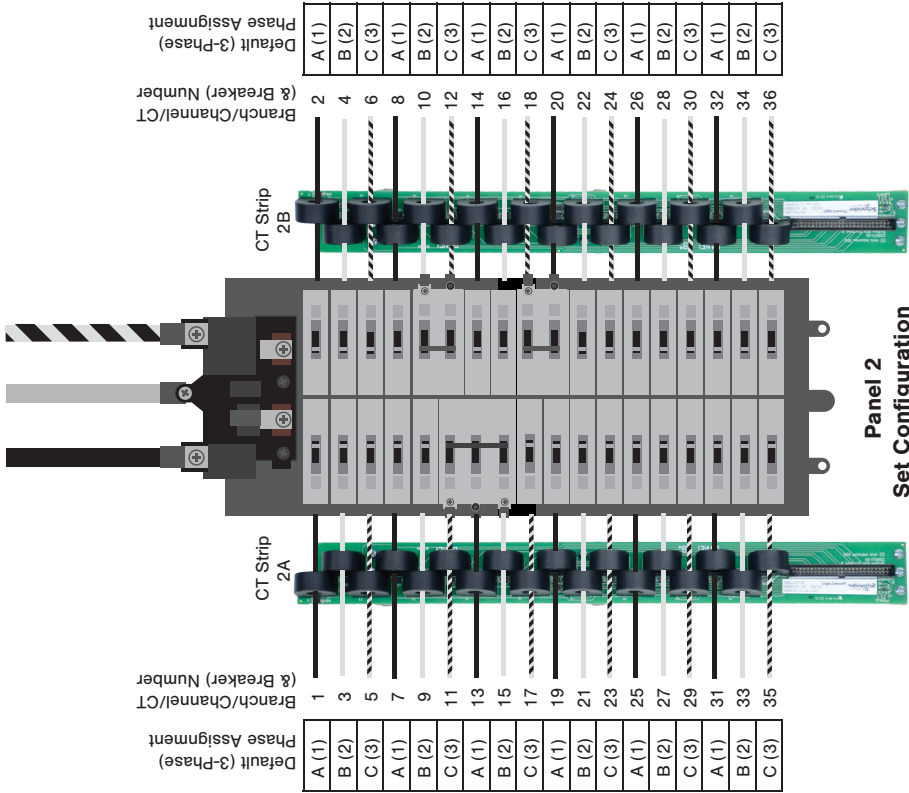 Default (3-Phase)
Phase Assignment
A (1)
B (2)
C (3)
A (1)
B (2)
C (3)
A (1)
B (2)
C (3)
A (1)
B (2)
C (3)
A (1)
B (2)
C (3)
A (1)
B (2)
C (3)
Branch/Channel/CT
(& Breaker) Number
2
4
6
8
10
12
14
16
18
20
22
24
26
28
30
32
34
36
CT Strip
2B
Schneider
Panel 2
Set Configuration
CT Strip
2A
Schneider
Branch/Channel/CT
(& Breaker) Number
1
3
5
7
9
11
13
15
17
19
21
23
25
27
29
31
33
35
Default (3-Phase)
Phase Assignment
A (1)
B (2)
C (3)
A (1)
B (2)
C (3)
A (1)
B (2)
C (3)
A (1)
B (2)
C (3)
A (1)
B (2)
C (3)
A (1)
B (2)
C (3)